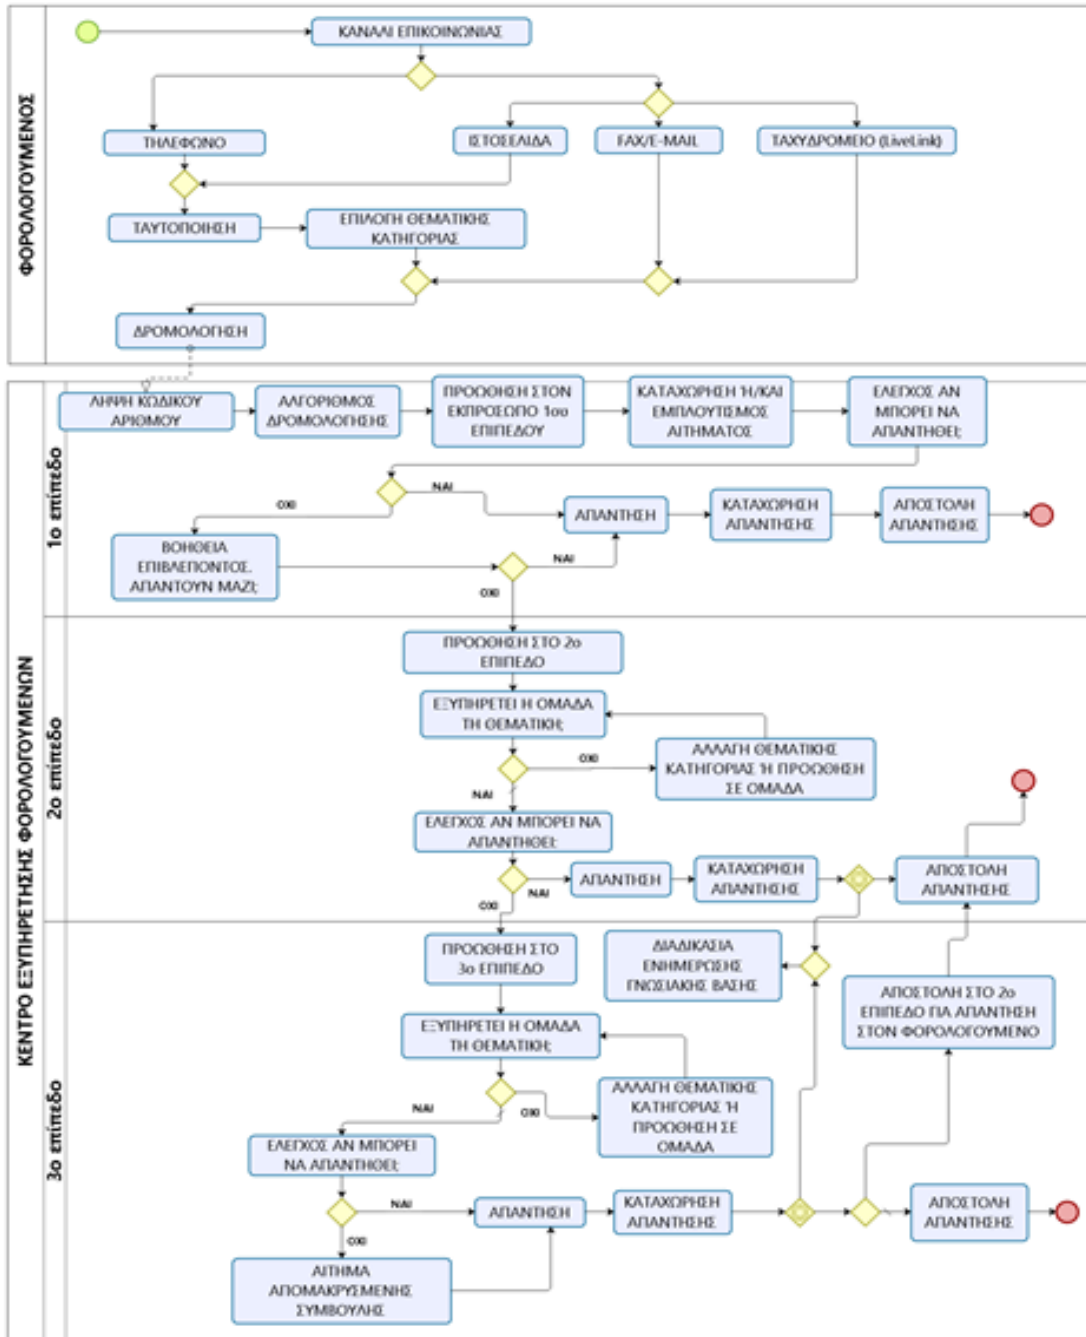 ΦΟΡΟΛΟΓΟΥΜΕΝΟΣ
ΚΑΝΑΛΙ ΕΠΙΚΟΙΝΩΝΙΑΣ
ΤΗΛΕΦΩΝΟ
ΙΣΤΟΣΕΛΙΔΑ
FAX/E-MAIL
ΤΑΧΥΔΡΟΜΕΙΟ (LiveLink)
ΤΑΥΤΟΠΟΙΗΣΗ
ΕΠΙΛΟΓΗ ΘΕΜΑΤΙΚΗΣ
ΚΑΤΗΓΟΡΙΑΣ
ΔΡΟΜΟΛΟΓΗΣΗ
ΚΕΝΤΡΟ ΕΞΥΠΗΡΕΤΗΣΗΣ ΦΟΡΟΛΟΓΟΥΜΕΝΩΝ
1ο επίπεδο
ΛΗΨΗ ΚΩΔΙΚΟΥ
ΑΡΙΘΜΟΥ
ΑΛΓΟΡΙΘΜΟΣ
ΔΡΟΜΟΛΟΓΗΣΗΣ
ΠΡΟΩΘΗΣΗ ΣΤΟΝ
ΕΚΠΡΟΣΩΠΟ 1ου
ΕΠΙΠΕΔΟΥ
ΚΑΤΑΧΩΡΗΣΗ Ή/ΚΑΙ
ΕΜΠΛΟΥΤΙΣΜΟΣ
ΑΙΤΗΜΑΤΟΣ
ΕΛΕΓΧΟΣ ΑΝ
ΜΠΟΡΕΙ ΝΑ
ΑΠΑΝΤΗΘΕΙ;
ΝΑΙ
ΟΧΙ
ΑΠΑΝΤΗΣΗ
ΚΑΤΑΧΩΡΗΣΗ
ΑΠΑΝΤΗΣΗΣ
ΑΠΟΣΤΟΛΗ
ΑΠΑΝΤΗΣΗΣ
ΒΟΗΘΕΙΑ
ΕΠΙΒΛΕΠΟΝΤΟΣ.
ΑΠΑΝΤΟΥΝ ΜΑΖΙ;
ΝΑΙ
ΟΧΙ
2ο επίπεδο
ΠΡΟΩΘΗΣΗ ΣΤΟ 2ο
ΕΠΙΠΕΔΟ
ΕΞΥΠΗΡΕΤΕΙ Η ΟΜΑΔΑ
ΤΗ ΘΕΜΑΤΙΚΗ;
ΟΧΙ
ΑΛΛΑΓΗ ΘΕΜΑΤΙΚΗΣ
ΚΑΤΗΓΟΡΙΑΣ Ή ΠΡΟΩΘΗΣΗ
ΣΕ ΟΜΑΔΑ
ΝΑΙ
ΕΛΕΓΧΟΣ ΑΝ ΜΠΟΡΕΙ ΝΑ
ΑΠΑΝΤΗΘΕΙ;
ΝΑΙ
ΟΧΙ
ΑΠΑΝΤΗΣΗ
ΚΑΤΑΧΩΡΗΣΗ
ΑΠΑΝΤΗΣΗΣ
ΑΠΟΣΤΟΛΗ
ΑΠΑΝΤΗΣΗΣ
3ο επίπεδο
ΠΡΟΩΘΗΣΗ ΣΤΟ
3ο ΕΠΙΠΕΔΟ
ΔΙΑΔΙΚΑΣΙΑ
ΕΝΗΜΕΡΩΣΗΣ
ΓΝΩΣΙΑΚΗΣ ΒΑΣΗΣ
ΑΠΟΣΤΟΛΗ ΣΤΟ 2ο
ΕΠΙΠΕΔΟ ΓΙΑ ΑΠΑΝΤΗΣΗ
ΣΤΟΝ ΦΟΡΟΛΟΓΟΥΜΕΝΟ
ΕΞΥΠΗΡΕΤΕΙ Η ΟΜΑΔΑ
ΤΗ ΘΕΜΑΤΙΚΗ;
ΝΑΙ
ΟΧΙ
ΑΛΛΑΓΗ ΘΕΜΑΤΙΚΗΣ
ΚΑΤΗΓΟΡΙΑΣ Ή
ΠΡΟΩΘΗΣΗ ΣΕ
ΟΜΑΔΑ
ΕΛΕΓΧΟΣ ΑΝ ΜΠΟΡΕΙ
ΝΑ ΑΠΑΝΤΗΘΕΙ;
ΝΑΙ
ΟΧΙ
ΑΠΑΝΤΗΣΗ
ΚΑΤΑΧΩΡΗΣΗ
ΑΠΑΝΤΗΣΗΣ
ΑΠΟΣΤΟΛΗ
ΑΠΑΝΤΗΣΗΣ
ΑΙΤΗΜΑ
ΑΠΟΜΑΚΡΥΣΜΕΝΗΣ
ΣΥΜΒΟΥΛΗΣ